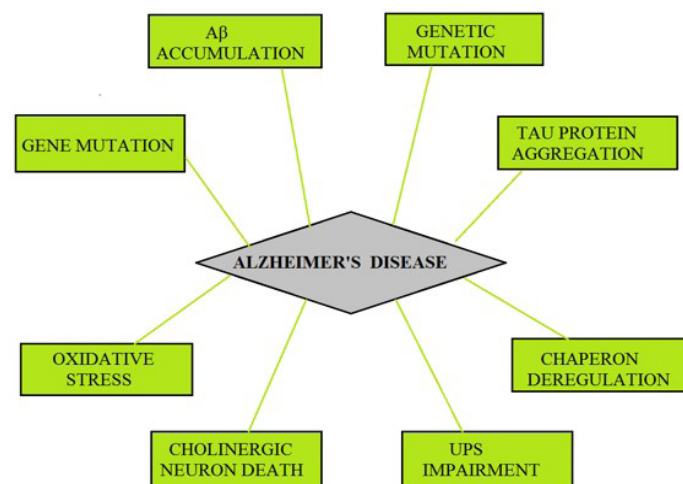 Aβ
ACCUMULATION
GENETIC
MUTATION
GENE MUTATION
TAU PROTEIN
AGGREGATION
ALZHEIMER'S DISEASE
OXIDATIVE
STRESS
CHAPERON
DEREGULATION
CHOLINERGIC
NEURON DEATH
UPS
IMPAIRMENT